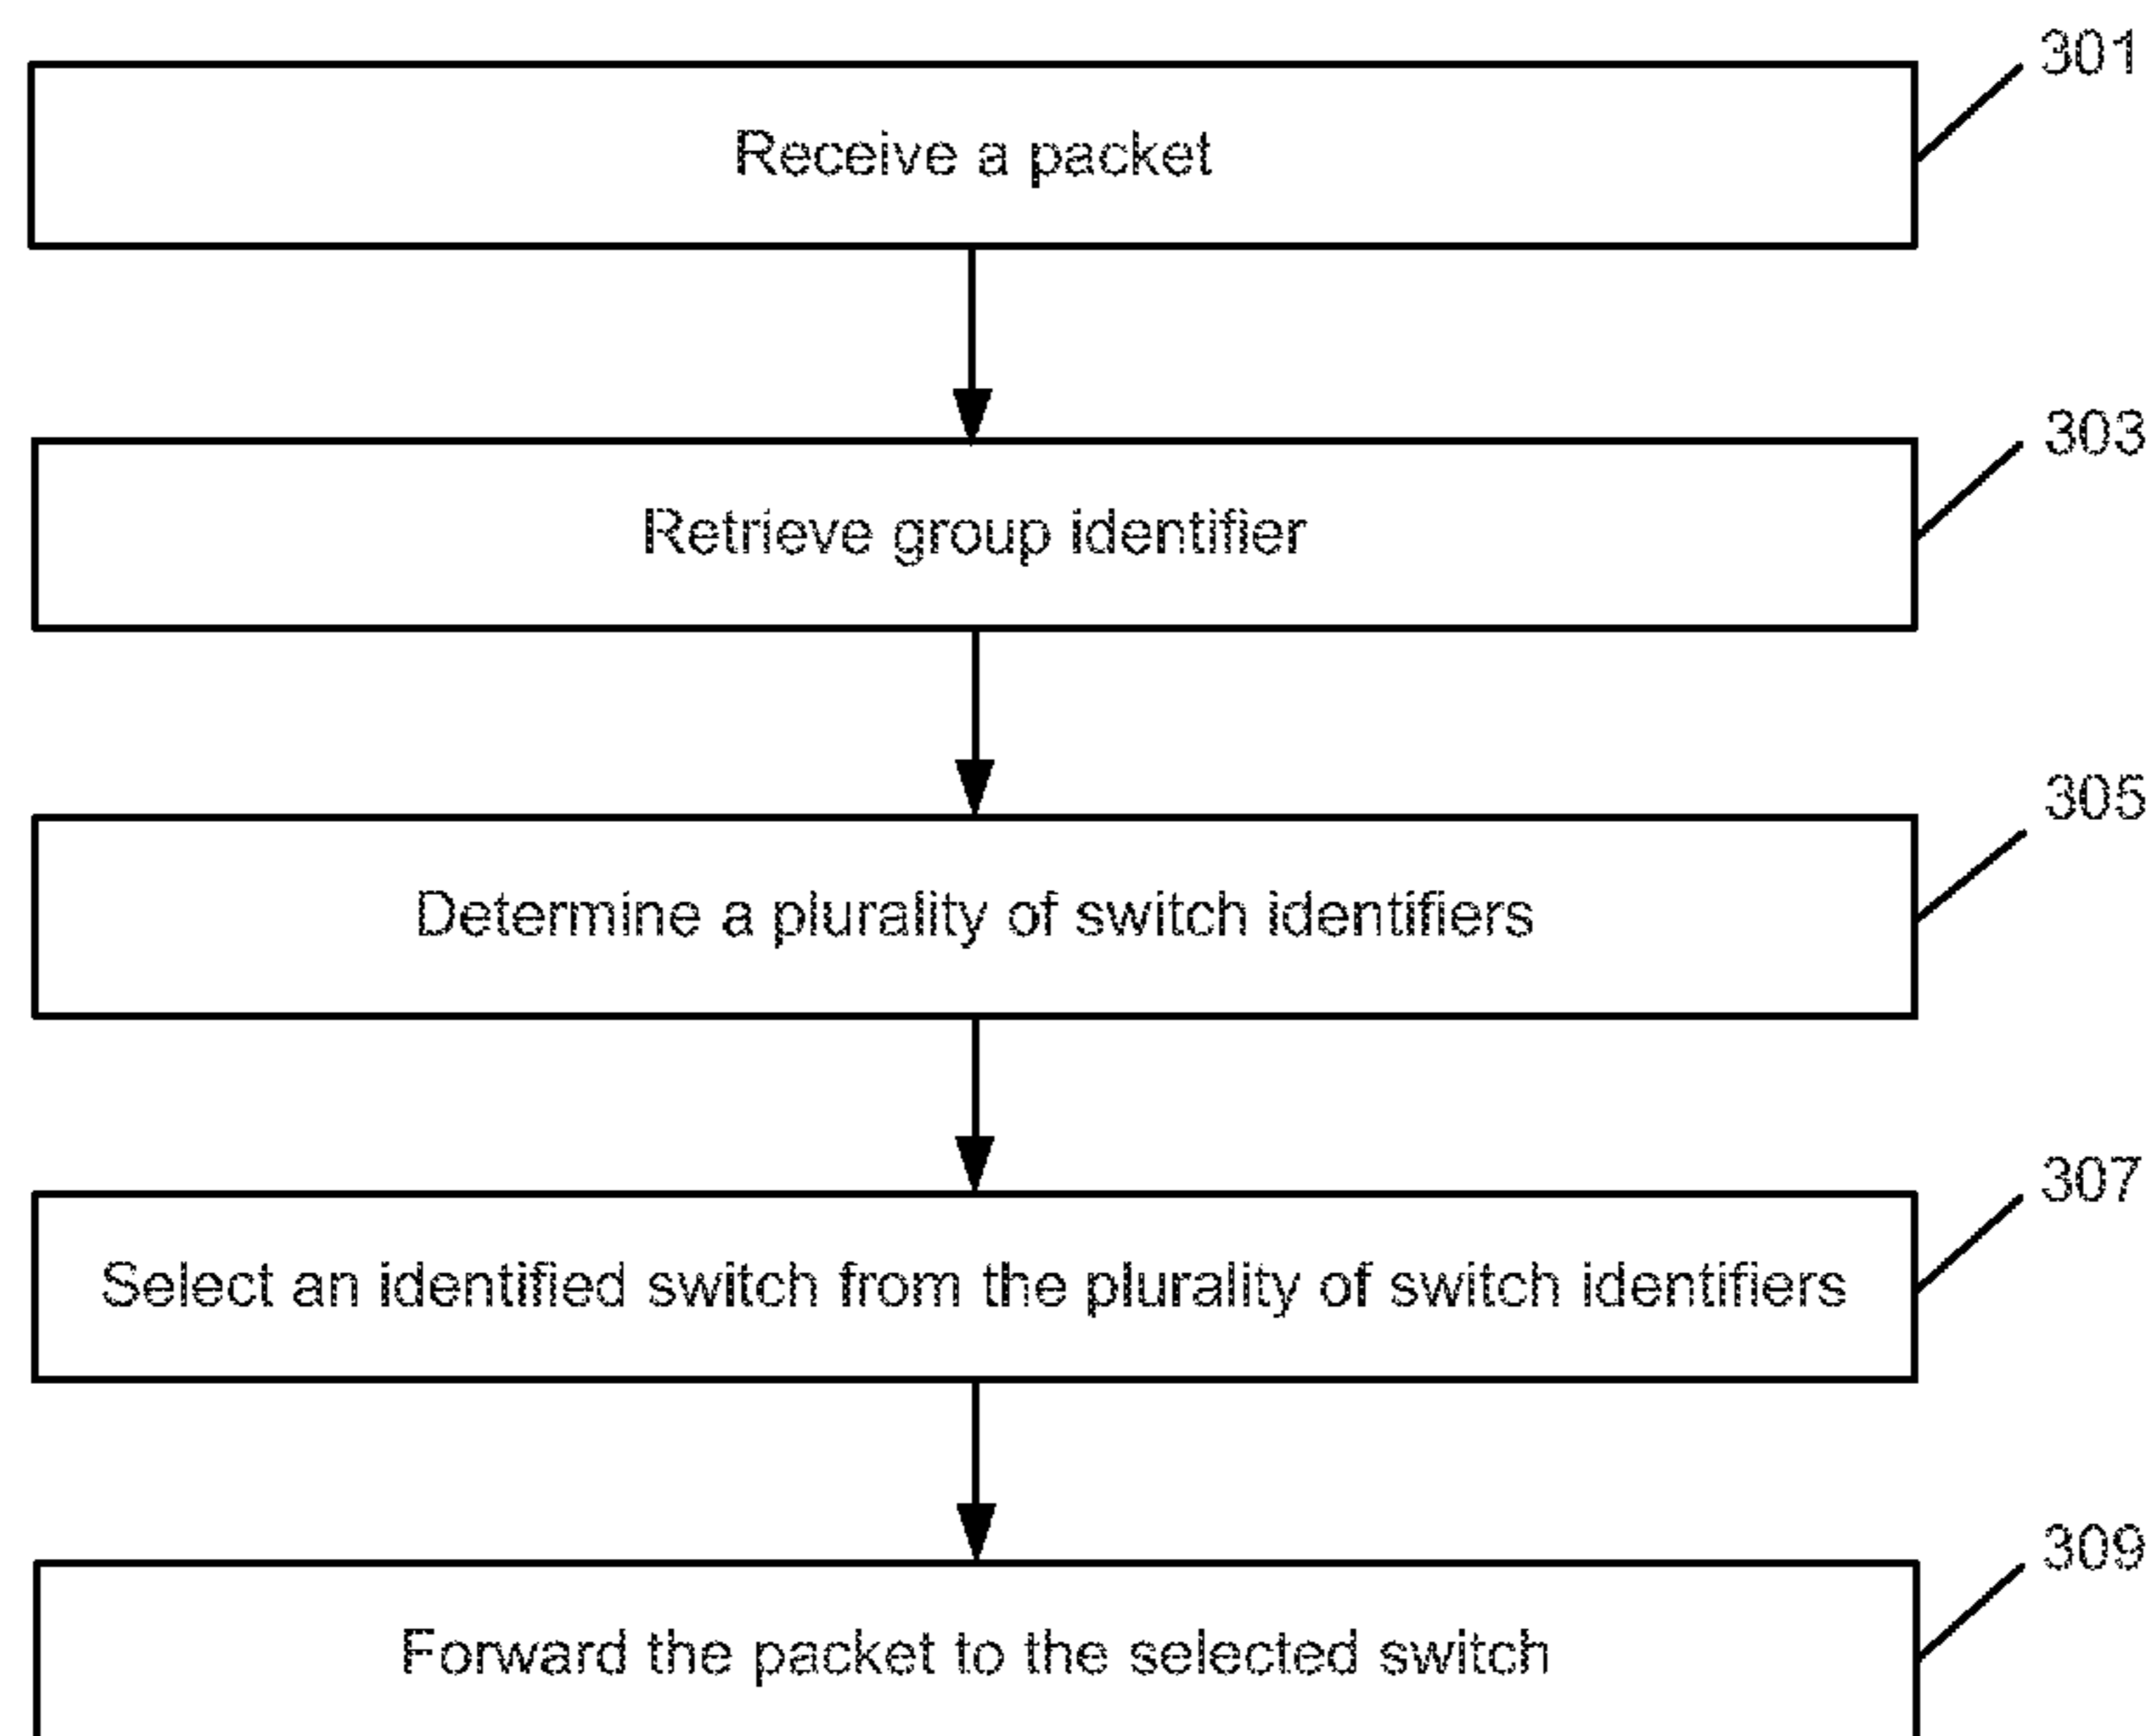 301
Receive a packet
303
Retrieve group identifier
305
Determine a plurality of switch identifiers
307
Select an identified switch from the plurality of switch identifiers
309
Forward the packet to the selected switch